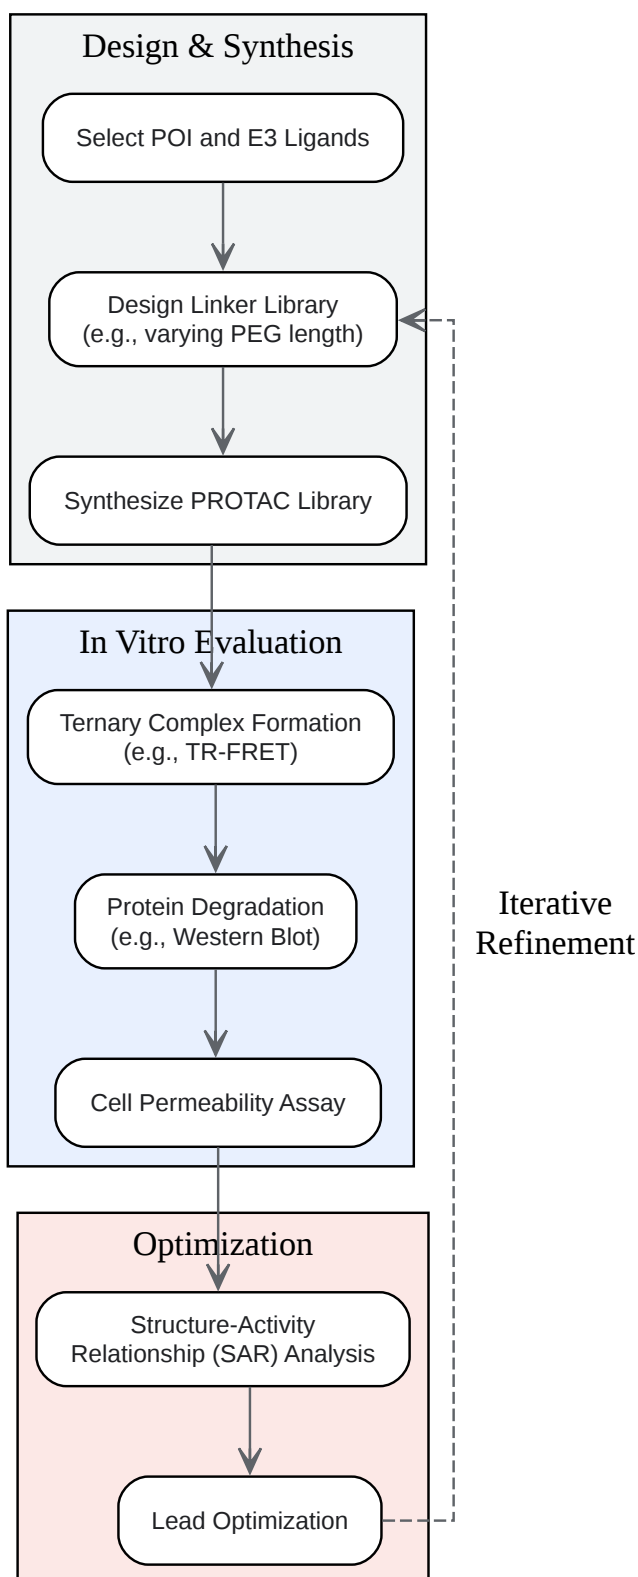 Design & Synthesis
Select POI and E3 Ligands
Design Linker Library
(e.g., varying PEG length)
Synthesize PROTAC Library
In Vitro Evaluation
Ternary Complex Formation
(e.g., TR-FRET)
Protein Degradation
(e.g., Western Blot)
Iterative
Refinement
Cell Permeability Assay
Optimization
Structure-Activity
Relationship (SAR) Analysis
Lead Optimization